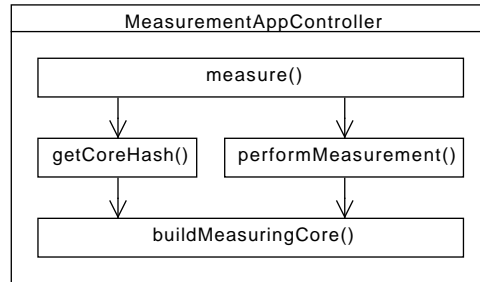 MeasurementAppController
measure()
getCoreHash()
performMeasurement()
buildMeasuringCore()